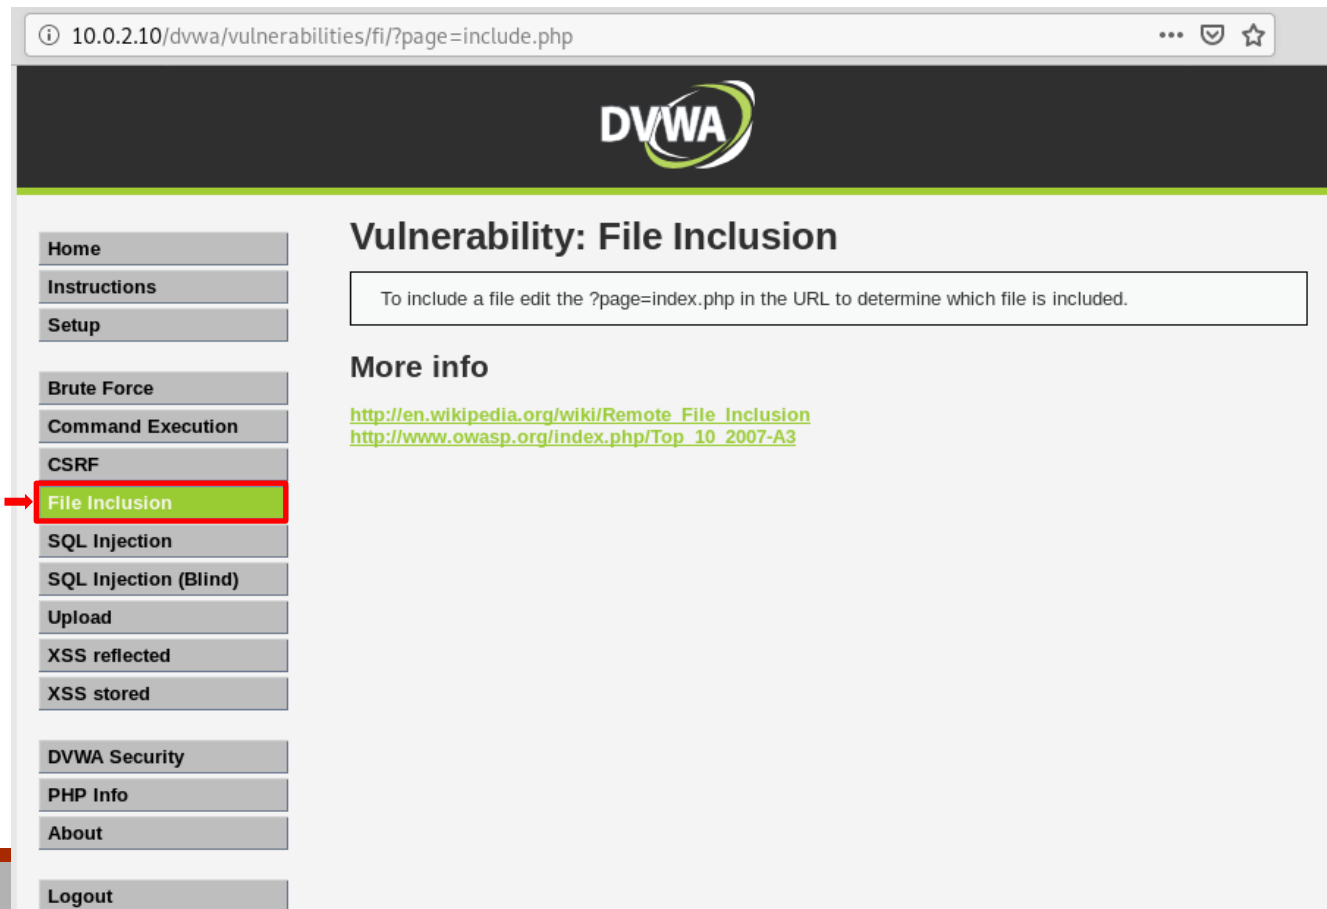 10.0.2.10/dvwa/vulnerabilities/fi/?page=include.php
DVWA
Home
Instructions
Setup
Brute Force
Command Execution
CSRF
File Inclusion
SQL Injection
SQL Injection (Blind)
Upload
XSS reflected
XSS stored
DVWA Security
PHP Info
About
Logout
Vulnerability: File Inclusion
To include a file edit the ?page=index.php in the URL to determine which file is included.
More info
http://en.wikipedia.org/wiki/Remote_File_Inclusion
http://www.owasp.org/index.php/Top_10_2007-A3